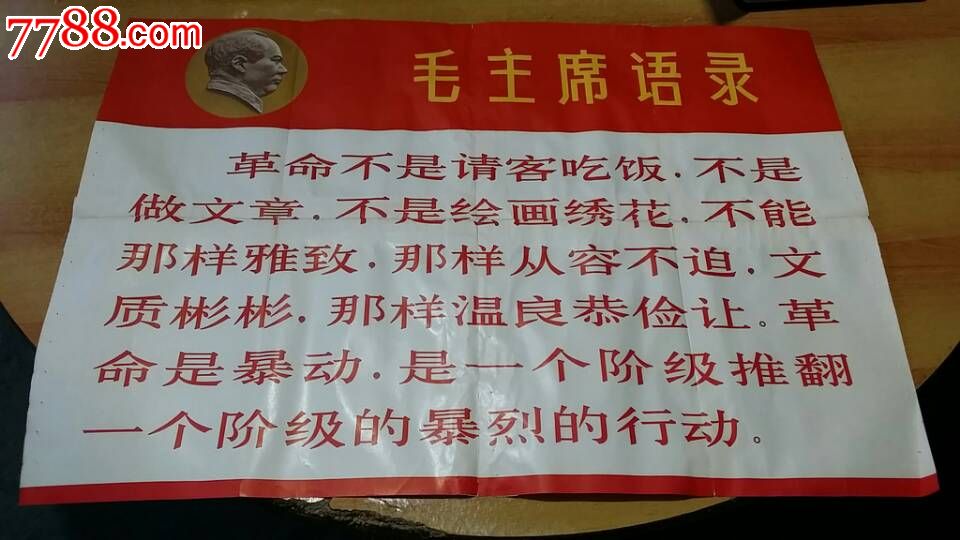 7788.com
毛主席语录
革命不是请客吃饭，不是
做文章，不是绘画绣花，不能
那样雅致，那样从容不迫，文
质彬彬，那样温良恭俭让。革
命是暴动，是一个阶级推翻
一个阶级的暴烈的行动。